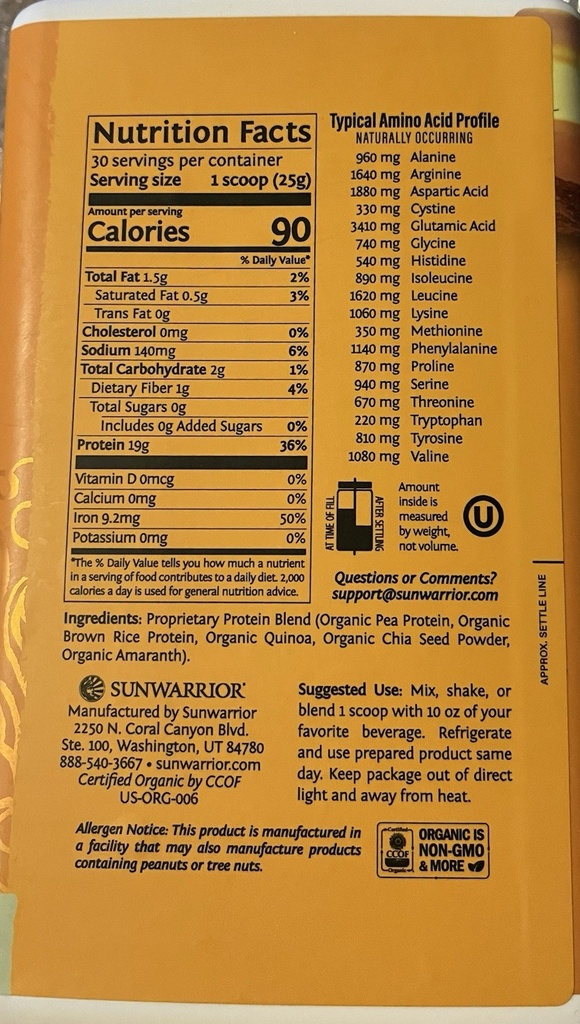 Nutrition Facts
30 servings per container
Serving size 1 scoop (25g)
Amount per serving
Calories 90
% Daily Value*
Total Fat 1.5g 2%
Saturated Fat 0.5g 3%
Trans Fat 0g
Cholesterol 0mg 0%
Sodium 140mg 6%
Total Carbohydrate 2g 1%
Dietary Fiber 1g 4%
Total Sugars 0g
Includes 0g Added Sugars 0%
Protein 19g 36%
Vitamin D 0mcg 0%
Calcium 0mg 0%
Iron 9.2mg 50%
Potassium 0mg 0%
*The % Daily Value tells you how much a nutrient
in a serving of food contributes to a daily diet. 2,000
calories a day is used for general nutrition advice.
Typical Amino Acid Profile
NATURALLY OCCURRING
960 mg Alanine
1640 mg Arginine
1880 mg Aspartic Acid
330 mg Cystine
3410 mg Glutamic Acid
740 mg Glycine
540 mg Histidine
890 mg Isoleucine
1620 mg Leucine
1060 mg Lysine
350 mg Methionine
1140 mg Phenylalanine
870 mg Proline
940 mg Serine
670 mg Threonine
220 mg Tryptophan
810 mg Tyrosine
1080 mg Valine
AT TIME OF FILL
AFTER SETTLING
Amount
inside is
measured
by weight,
not volume.
U
Questions or Comments?
support@sunwarrior.com
APPROX. SETTLE LINE
Ingredients: Proprietary Protein Blend (Organic Pea Protein, Organic
Brown Rice Protein, Organic Quinoa, Organic Chia Seed Powder,
Organic Amaranth).
SUNWARRIOR®
Manufactured by Sunwarrior
2250 N. Coral Canyon Blvd.
Ste. 100, Washington, UT 84780
888-540-3667 • sunwarrior.com
Certified Organic by CCOF
US-ORG-006
Suggested Use: Mix, shake, or
blend 1 scoop with 10 oz of your
favorite beverage. Refrigerate
and use prepared product same
day. Keep package out of direct
light and away from heat.
Allergen Notice: This product is manufactured in
a facility that may also manufacture products
containing peanuts or tree nuts.
Certified
CCOF
Organic
ORGANIC IS
NON-GMO
& MORE